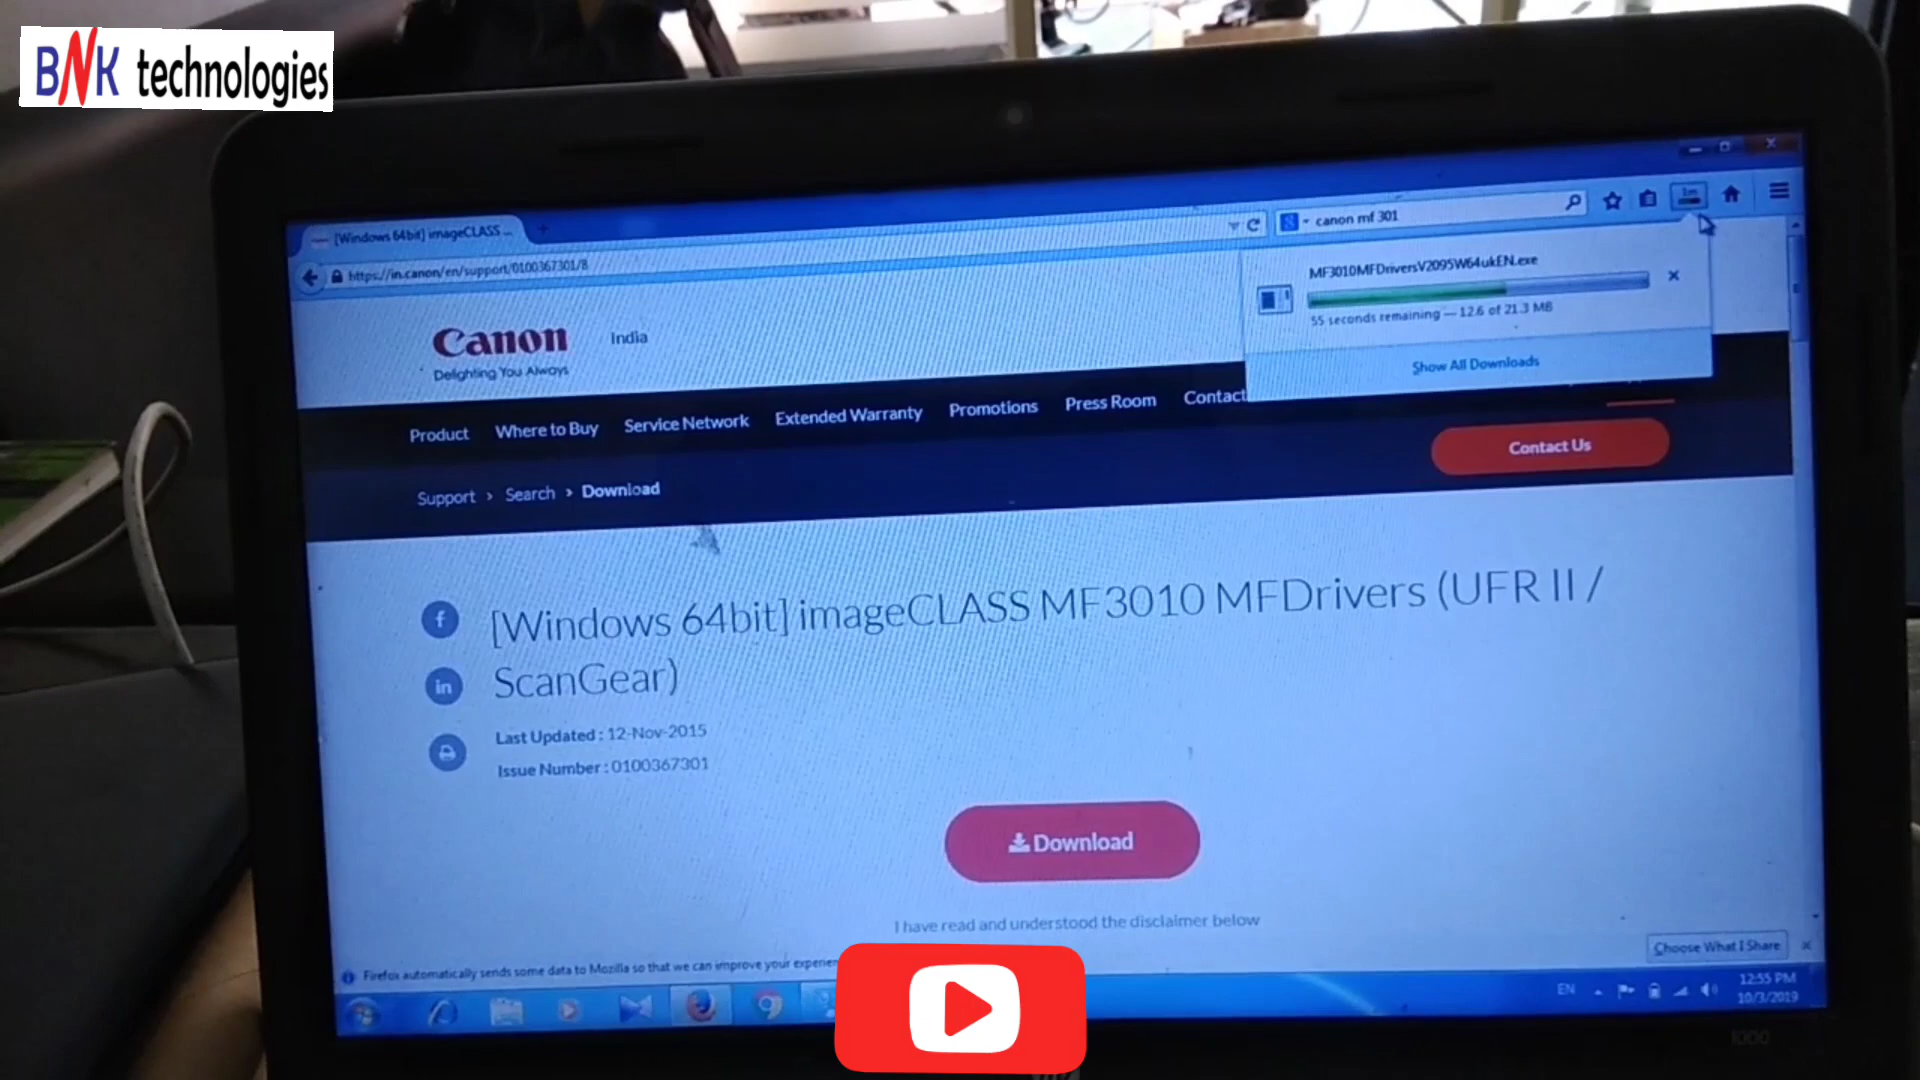 BNK technologies
[Windows 64bit] imageCLASS ...
https://in.canon/en/support/0100367301/8
canon mf 301
1m
MF3010MFDriversV2095W64ukEN.exe
55 seconds remaining — 12.6 of 21.3 MB
Show All Downloads
Canon
India
Delighting You Always
Product Where to Buy Service Network Extended Warranty Promotions Press Room Contact
Contact Us
Support > Search > Download
[Windows 64bit] imageCLASS MF3010 MFDrivers (UFR II /
ScanGear)
Last Updated : 12-Nov-2015
Issue Number : 0100367301
Download
I have read and understood the disclaimer below
Firefox automatically sends some data to Mozilla so that we can improve your experien
Choose What I Share
EN
12:55 PM
10/3/2019
1000